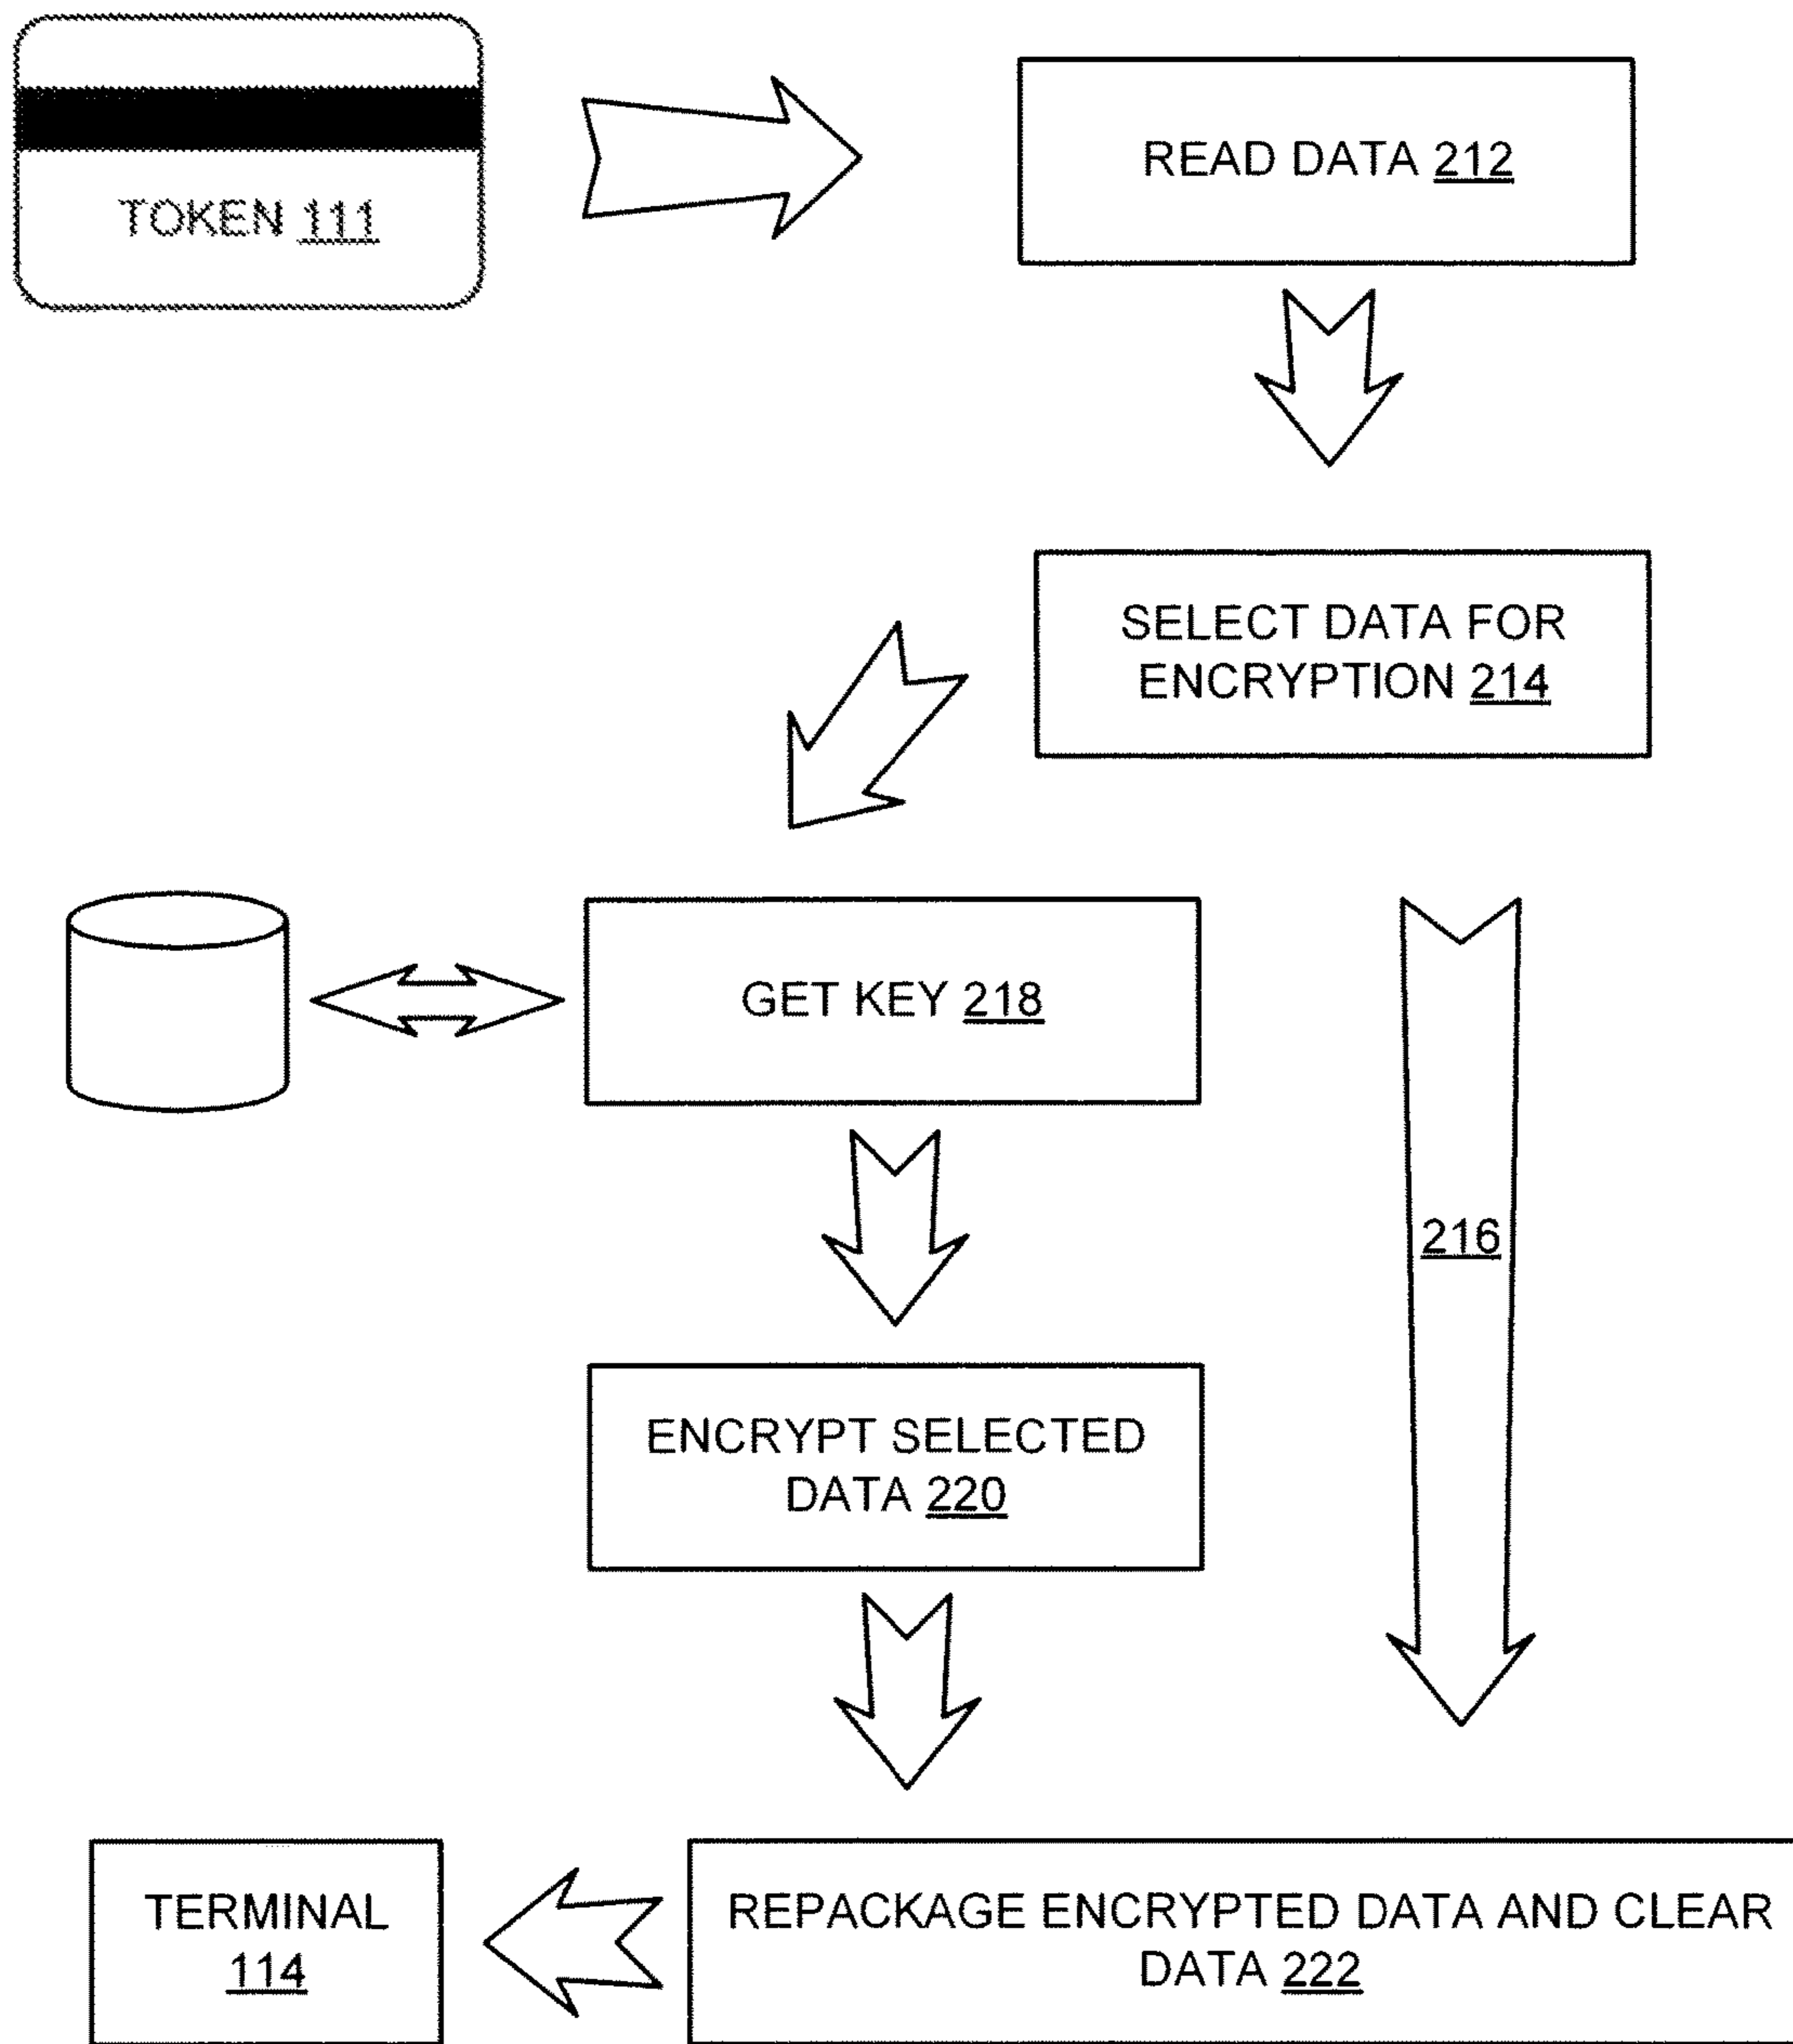 TOKEN 111
READ DATA 212
SELECT DATA FOR
ENCRYPTION 214
GET KEY 218
216
ENCRYPT SELECTED
DATA 220
REPACKAGE ENCRYPTED DATA AND CLEAR
DATA 222
TERMINAL
114